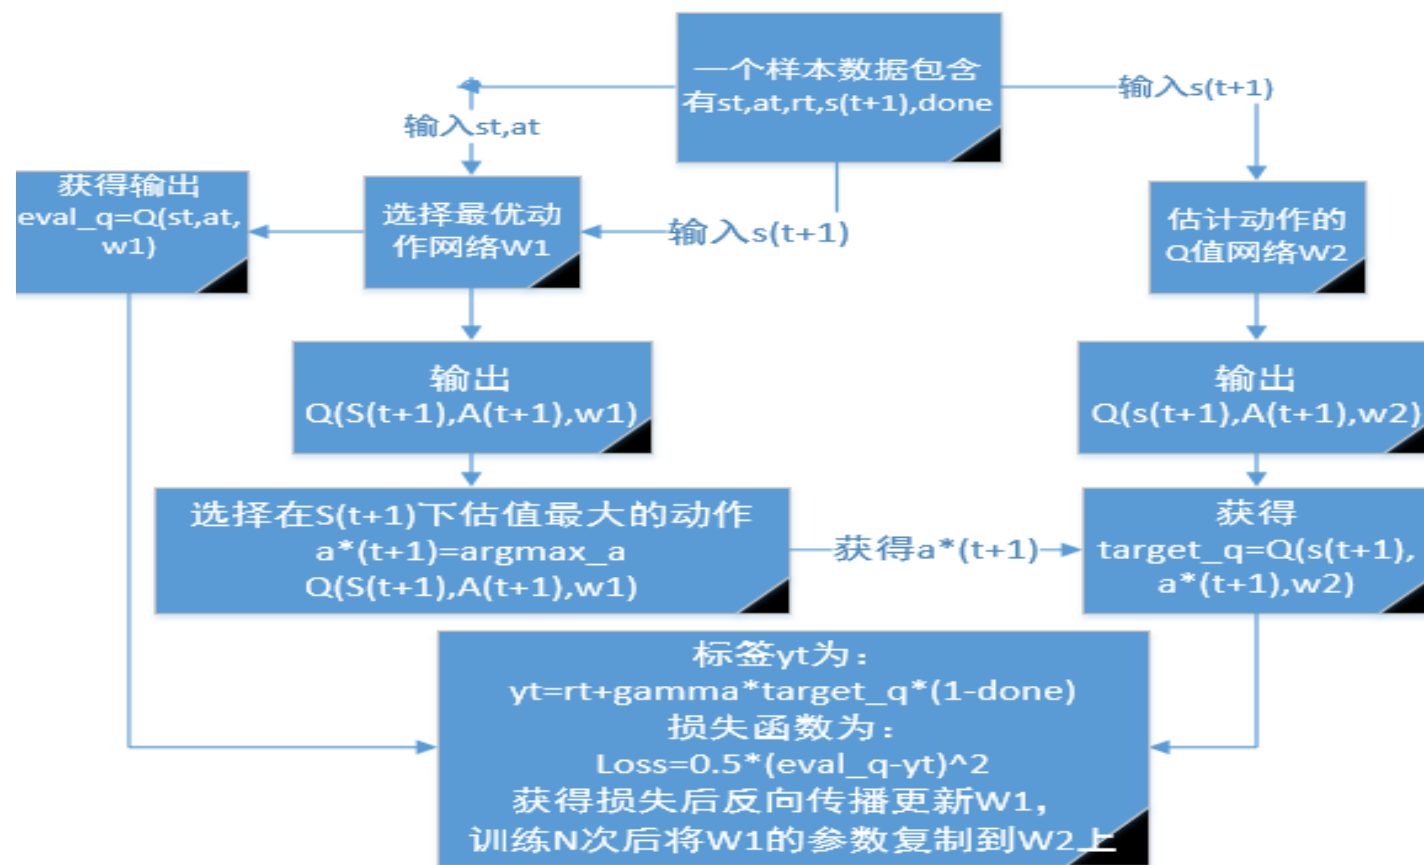 一个样本数据包含
有st,at,rt,s(t+1),done
输入st,at
输入s(t+1)
获得输出
eval_q=Q(st,at,
w1)
选择最优动
作网络W1
输入s(t+1)
估计动作的
Q值网络W2
输出
Q(S(t+1),A(t+1),w1)
输出
Q(s(t+1),A(t+1),w2)
选择在S(t+1)下估值最大的动作
a*(t+1)=argmax_a
Q(S(t+1),A(t+1),w1)
获得a*(t+1)
获得
target_q=Q(s(t+1),
a*(t+1),w2)
标签yt为：
yt=rt+gamma*target_q*(1-done)
损失函数为：
Loss=0.5*(eval_q-yt)^2
获得损失后反向传播更新W1，
训练N次后将W1的参数复制到W2上